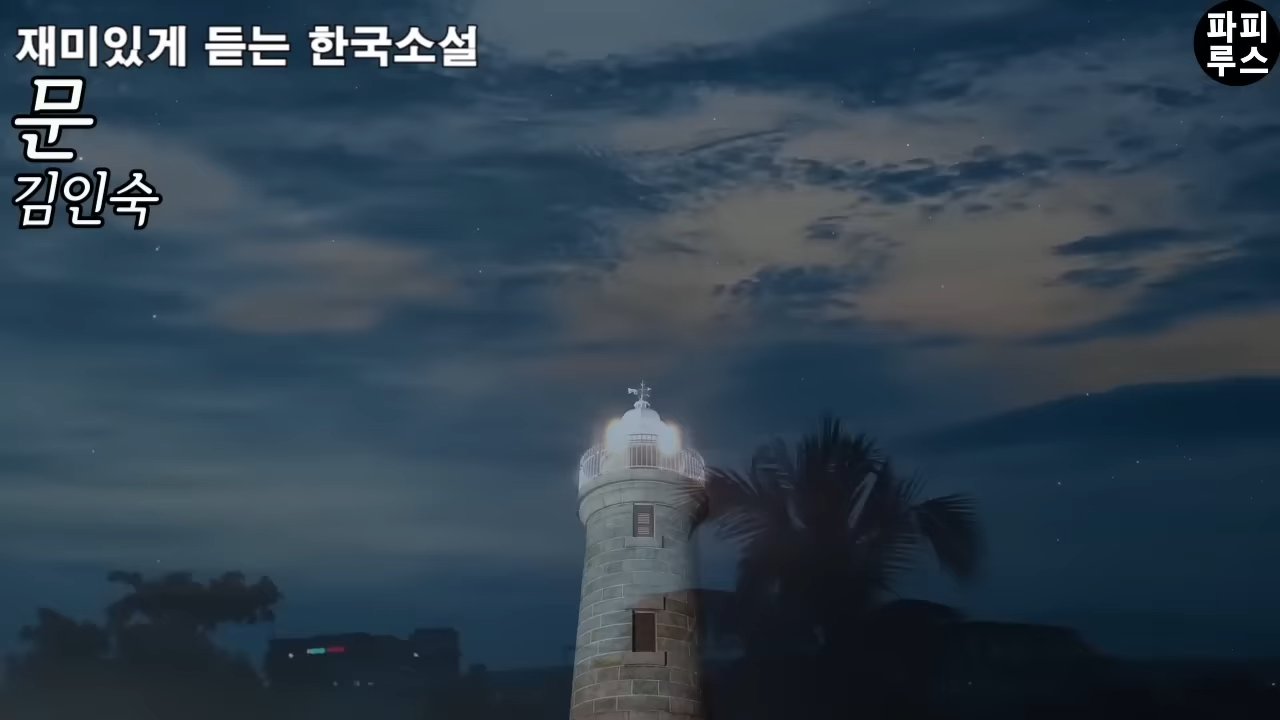 재미있게 듣는 한국소설
문
김인숙
파피
루스